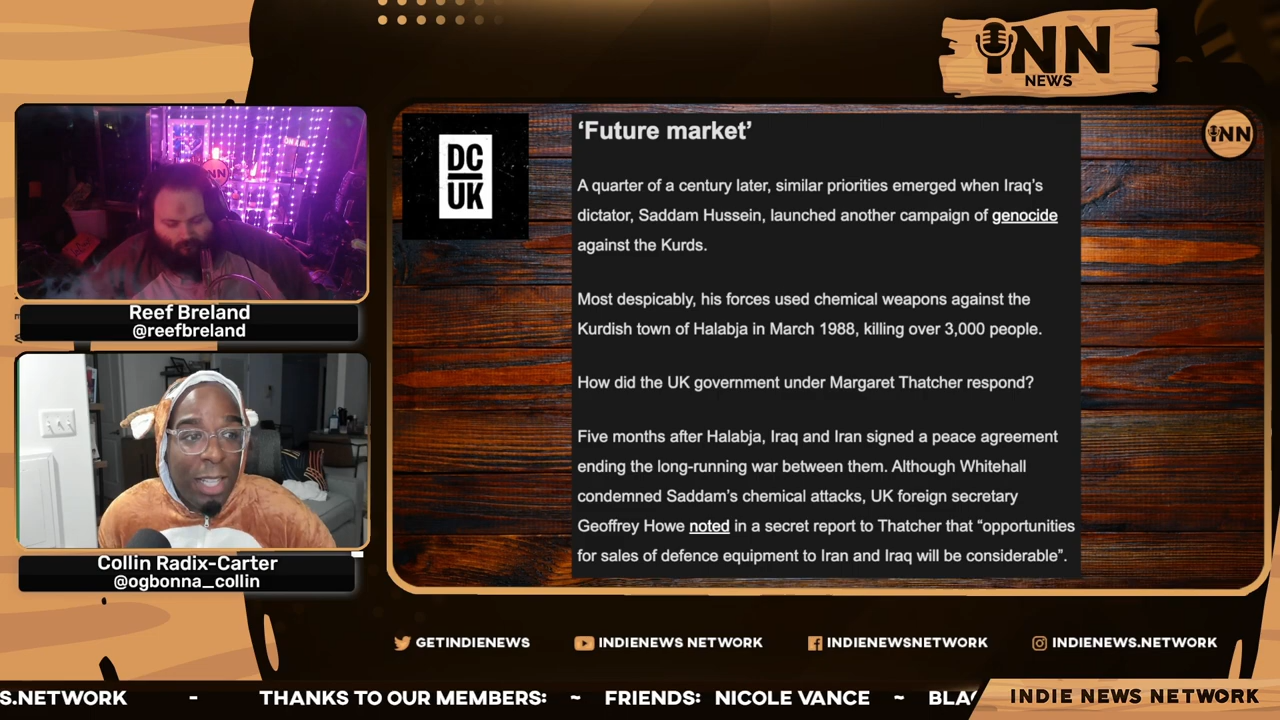 iNN
NEWS
iNN
DC
UK
‘Future market’
A quarter of a century later, similar priorities emerged when Iraq’s
dictator, Saddam Hussein, launched another campaign of genocide
against the Kurds.
Most despicably, his forces used chemical weapons against the
Kurdish town of Halabja in March 1988, killing over 3,000 people.
How did the UK government under Margaret Thatcher respond?
Five months after Halabja, Iraq and Iran signed a peace agreement
ending the long-running war between them. Although Whitehall
condemned Saddam’s chemical attacks, UK foreign secretary
Geoffrey Howe noted in a secret report to Thatcher that “opportunities
for sales of defence equipment to Iran and Iraq will be considerable”.
Reef Breland
@reefbreland
Collin Radix-Carter
@ogbonna_collin
GETINDIENEWS
INDIENEWS NETWORK
INDIENEWSNETWORK
INDIENEWS.NETWORK
S.NETWORK - THANKS TO OUR MEMBERS: ~ FRIENDS: NICOLE VANCE ~ BLAC
INDIE NEWS NETWORK